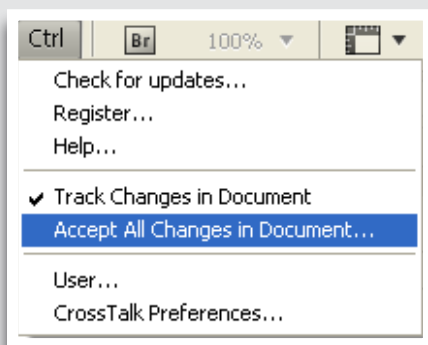 Ctrl Br 100%
Check for updates...
Register...
Help...
Track Changes in Document
Accept All Changes in Document...
User...
CrossTalk Preferences...